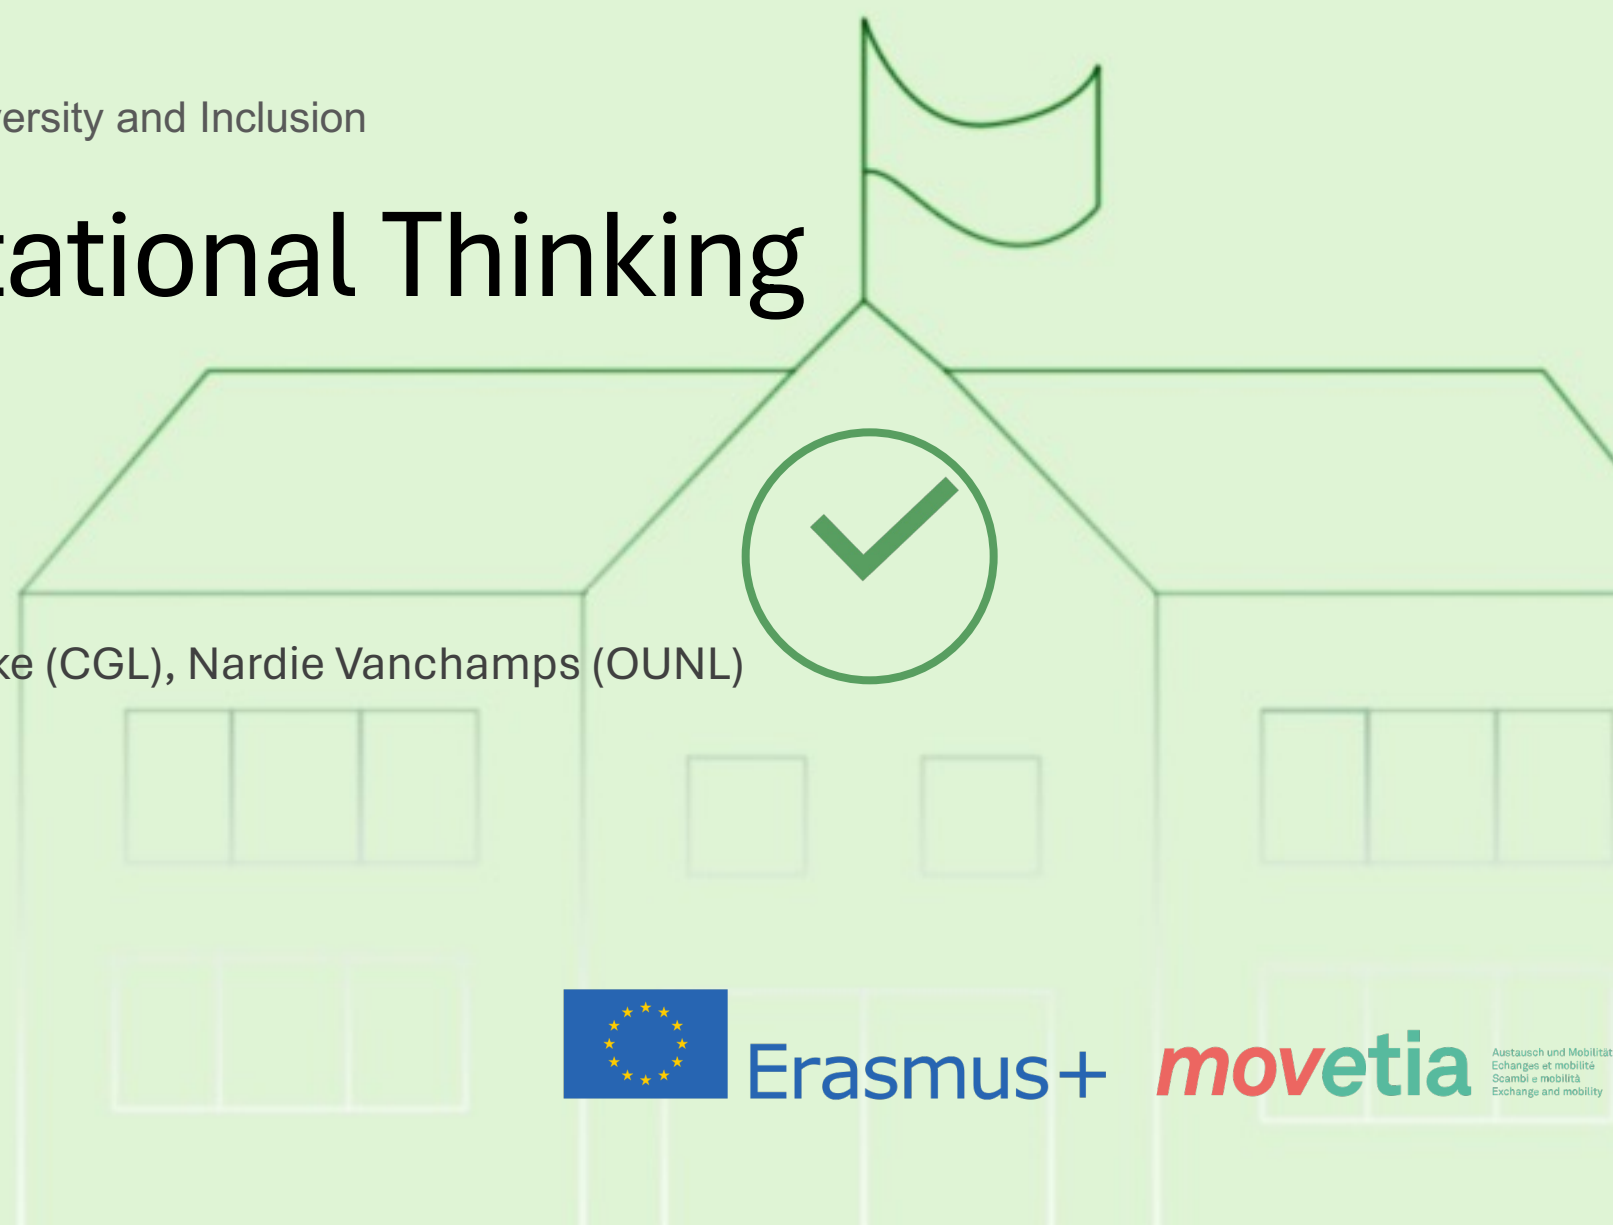 ersity and Inclusion
tational Thinking
ke (CGL), Nardie Vanchamps (OUNL)
Erasmus+
movetia
Austausch und Mobilität
Echanges et mobilité
Scambi e mobilità
Exchange and mobility